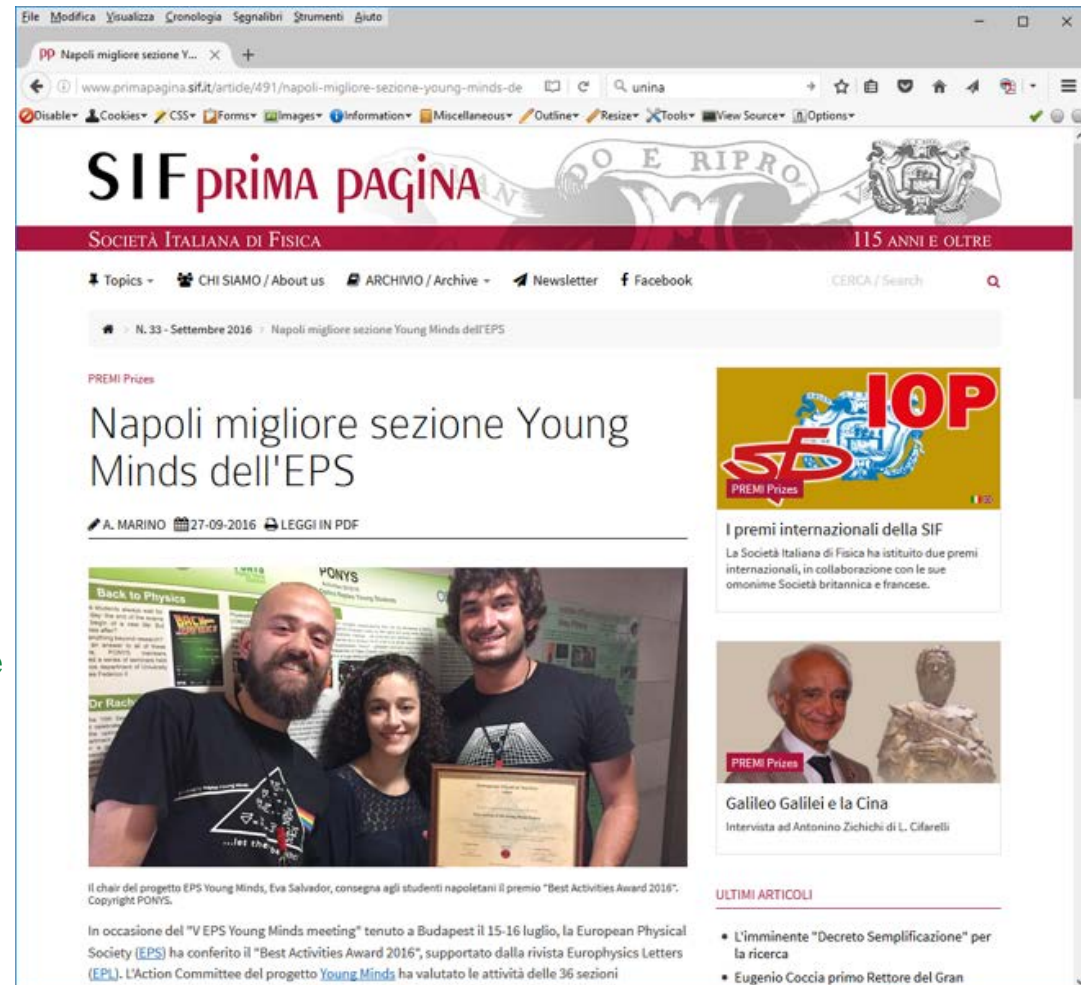 File Modifica Visualizza Cronologia Segnalibri Strumenti Aiuto
PP Napoli migliore sezione Y...
www.primapagina.sif.it/article/491/napoli-migliore-sezione-young-minds-de
unina
Disable Cookies CSS Forms Images Information Miscellaneous Outline Resize Tools View Source Options
DO E RIPRO
SIF PRIMA PAGINA
SOCIETÀ ITALIANA DI FISICA
115 ANNI E OLTRE
Topics CHI SIAMO / About us ARCHIVIO / Archive Newsletter Facebook
CERCA / Search
N. 33 - Settembre 2016 Napoli migliore sezione Young Minds dell'EPS
PREMI Prizes
Napoli migliore sezione Young
Minds dell'EPS
A. MARINO 27-09-2016 LEGGI IN PDF
PONYS
Back to Physics
...let the
Il chair del progetto EPS Young Minds, Eva Salvador, consegna agli studenti napoletani il premio "Best Activities Award 2016".
Copyright PONYS.
In occasione del "V EPS Young Minds meeting" tenuto a Budapest il 15-16 luglio, la European Physical
Society (EPS) ha conferito il "Best Activities Award 2016", supportato dalla rivista Europhysics Letters
(EPL). L'Action Committee del progetto Young Minds ha valutato le attività delle 36 sezioni
IOP
PREMI Prizes
I premi internazionali della SIF
La Società Italiana di Fisica ha istituito due premi
internazionali, in collaborazione con le sue
omonime Società britannica e francese.
PREMI Prizes
Galileo Galilei e la Cina
Intervista ad Antonino Zichichi di L. Cifarelli
ULTIMI ARTICOLI
L'imminente "Decreto Semplificazione" per
la ricerca
Eugenio Coccia primo Rettore del Gran